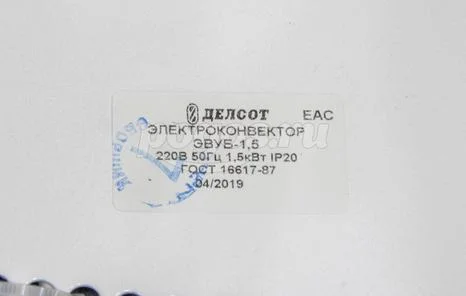 ДЕЛСОТ EAC
ЭЛЕКТРОКОНВЕКТОР
ЭВУБ-1,5
220В 50Гц 1,5кВт IP20
ГОСТ 16617-87
04/2019